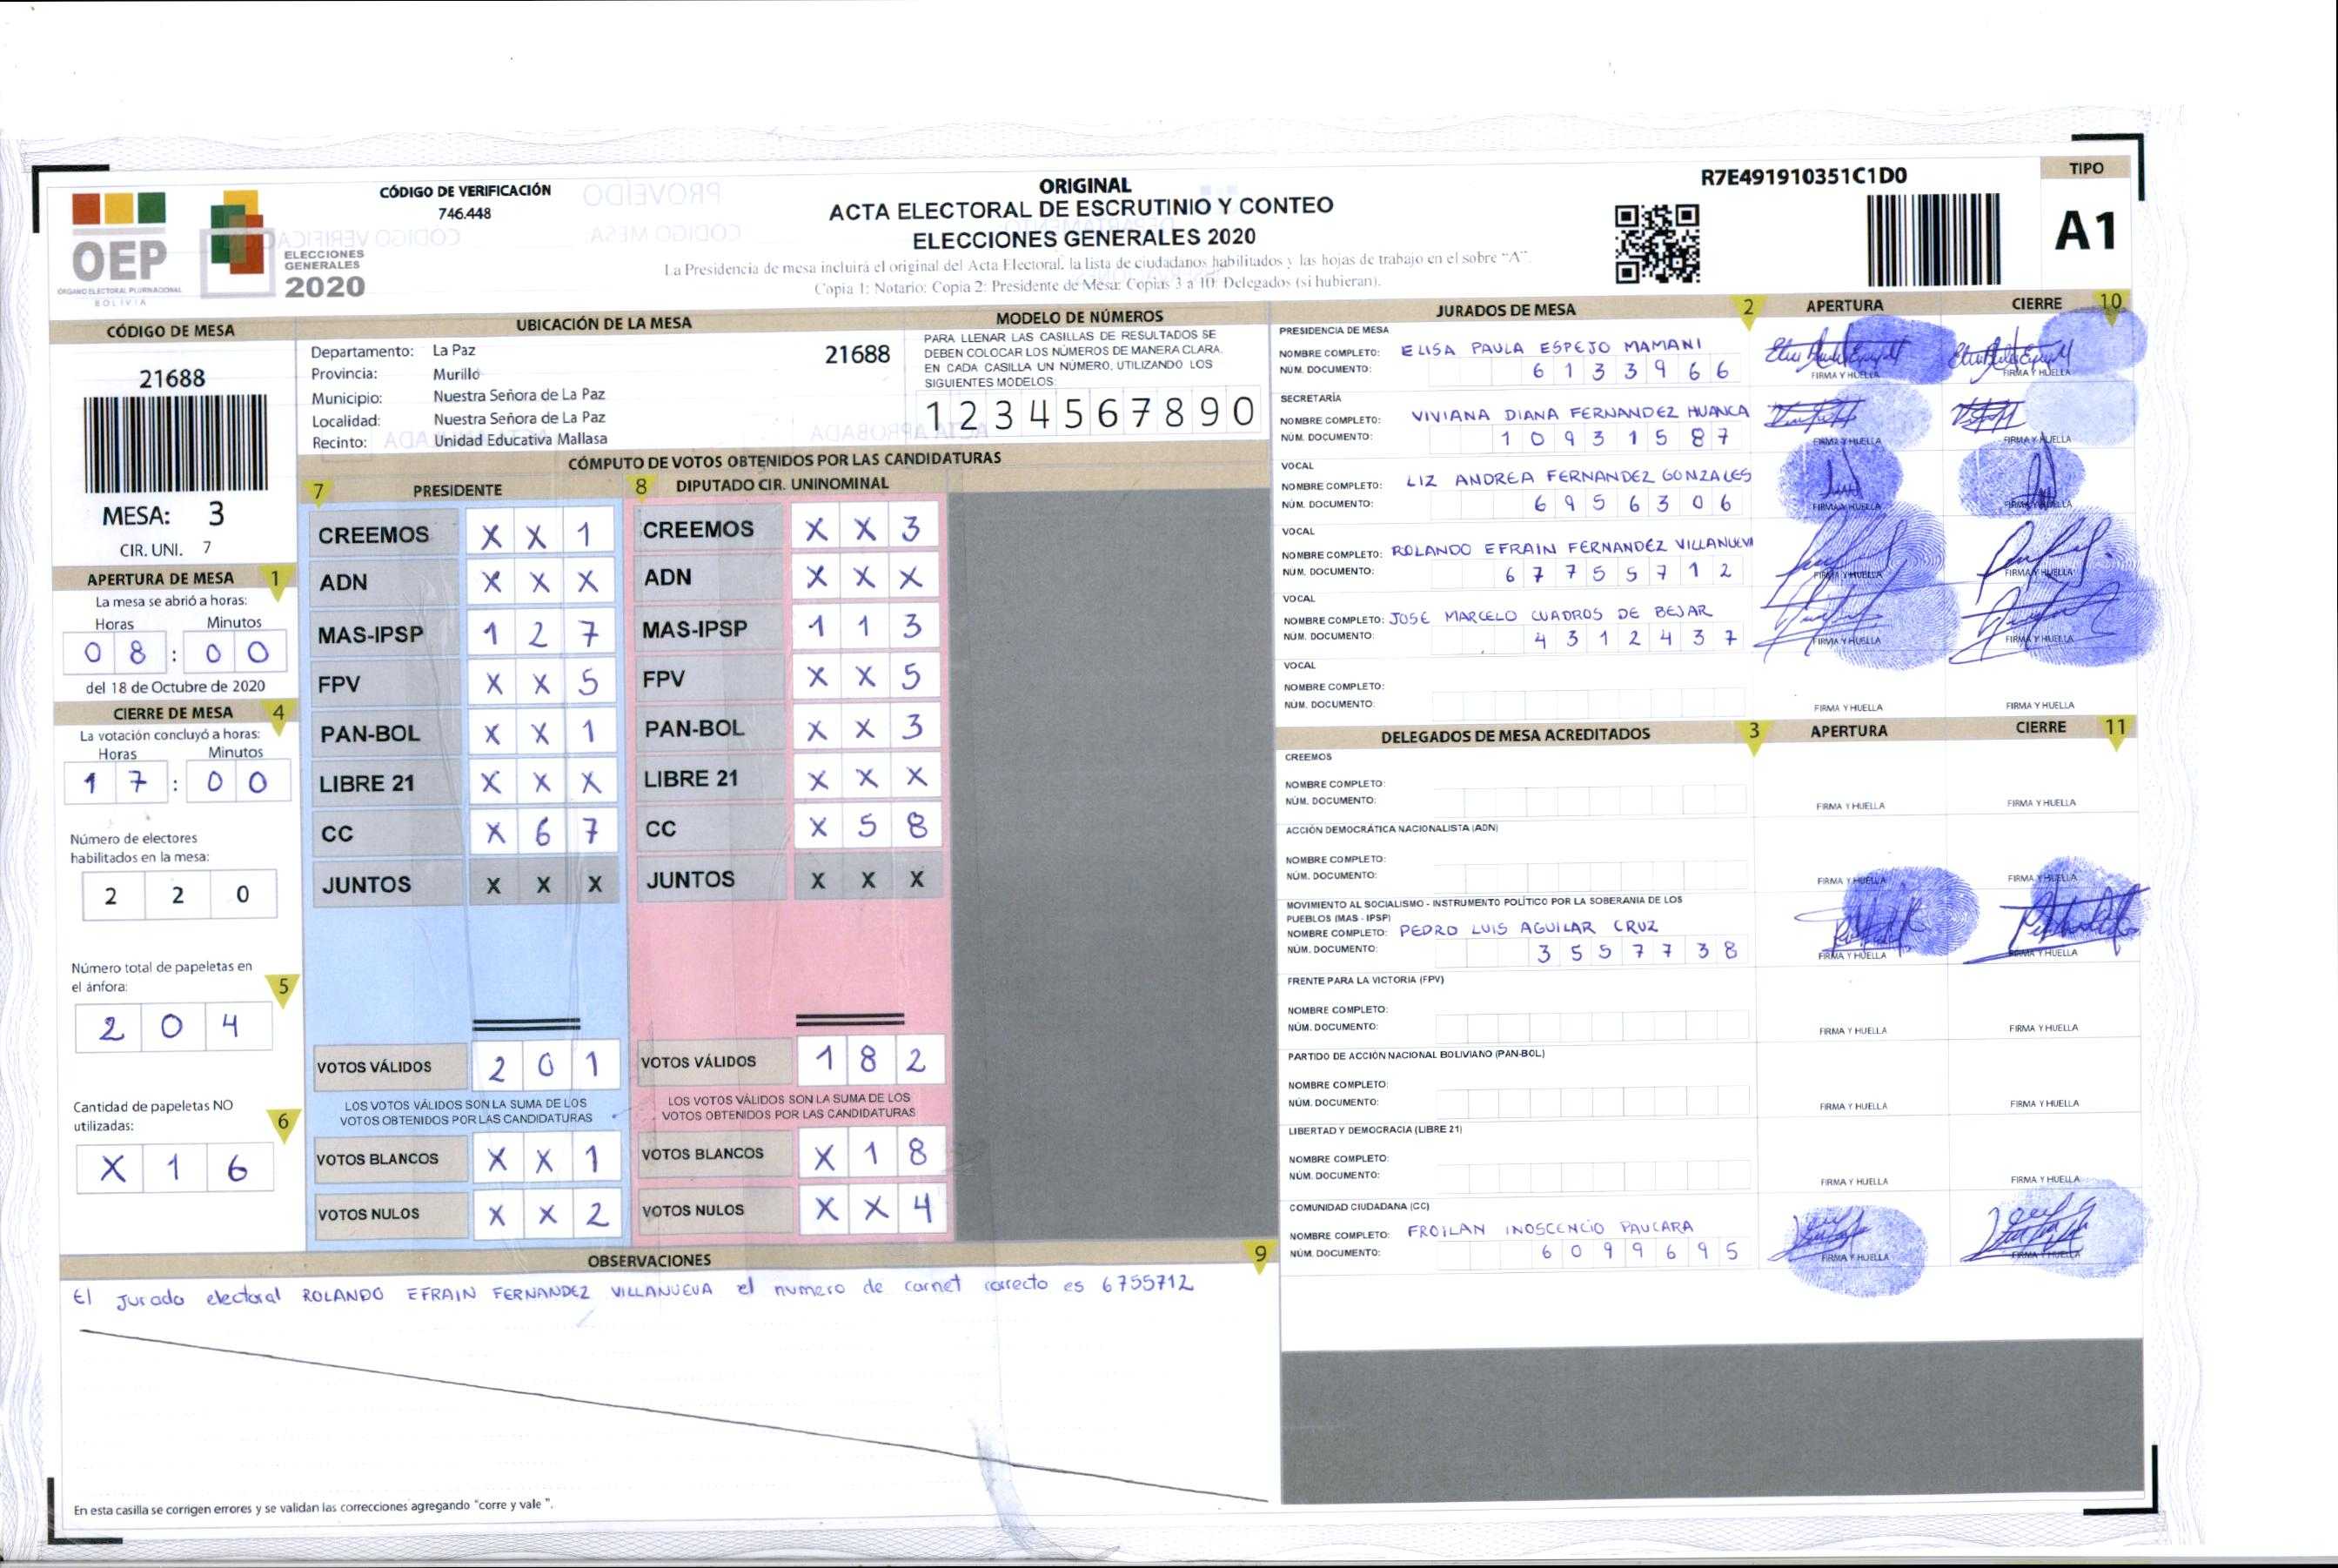 CÓDIGO DE VERIFICACIÓN
746.448
ORIGINAL
ACTA ELECTORAL DE ESCRUTINIO Y CONTEO
ELECCIONES GENERALES 2020
La Presidencia de mesa incluirá el original del Acta Electoral, la lista de ciudadanos habilitados y las hojas de trabajo en el sobre "A".
Copia 1: Notario; Copia 2: Presidente de Mesa; Copias 3 a 10: Delegados (si hubieran).
R7E491910351C1D0
TIPO
A1
OEP
ÓRGANO ELECTORAL PLURINACIONAL
BOLIVIA
ELECCIONES
GENERALES
2020
CÓDIGO DE MESA
21688
MESA: 3
CIR. UNI. 7
UBICACIÓN DE LA MESA
21688
Departamento: La Paz
Provincia: Murillo
Municipio: Nuestra Señora de La Paz
Localidad: Nuestra Señora de La Paz
Recinto: Unidad Educativa Mallasa
MODELO DE NÚMEROS
PARA LLENAR LAS CASILLAS DE RESULTADOS SE
DEBEN COLOCAR LOS NÚMEROS DE MANERA CLARA.
EN CADA CASILLA UN NÚMERO, UTILIZANDO LOS
SIGUIENTES MODELOS:
1 2 3 4 5 6 7 8 9 0
APERTURA DE MESA 1
La mesa se abrió a horas:
Horas Minutos
0 8 : 0 0
del 18 de Octubre de 2020
CIERRE DE MESA 4
La votación concluyó a horas:
Horas Minutos
1 7 : 0 0
Número de electores
habilitados en la mesa:
2 2 0
Número total de papeletas en
el ánfora: 5
2 0 4
Cantidad de papeletas NO
utilizadas: 6
X 1 6
CÓMPUTO DE VOTOS OBTENIDOS POR LAS CANDIDATURAS
7 PRESIDENTE
CREEMOS X X 1
ADN X X X
MAS-IPSP 1 2 7
FPV X X 5
PAN-BOL X X 1
LIBRE 21 X X X
CC X 6 7
JUNTOS X X X
VOTOS VÁLIDOS 2 0 1
LOS VOTOS VÁLIDOS SON LA SUMA DE LOS
VOTOS OBTENIDOS POR LAS CANDIDATURAS
VOTOS BLANCOS X X 1
VOTOS NULOS X X 2
8 DIPUTADO CIR. UNINOMINAL
CREEMOS X X 3
ADN X X X
MAS-IPSP 1 1 3
FPV X X 5
PAN-BOL X X 3
LIBRE 21 X X X
CC X 5 8
JUNTOS X X X
VOTOS VÁLIDOS 1 8 2
LOS VOTOS VÁLIDOS SON LA SUMA DE LOS
VOTOS OBTENIDOS POR LAS CANDIDATURAS
VOTOS BLANCOS X 1 8
VOTOS NULOS X X 4
JURADOS DE MESA 2 APERTURA CIERRE 10
PRESIDENCIA DE MESA
NOMBRE COMPLETO: ELISA PAULA ESPEJO MAMANI
NÚM. DOCUMENTO: 6 1 3 3 9 6 6
FIRMA Y HUELLA FIRMA Y HUELLA
SECRETARÍA
NOMBRE COMPLETO: VIVIANA DIANA FERNANDEZ HUANCA
NÚM. DOCUMENTO: 1 0 9 3 1 5 8 7
FIRMA Y HUELLA FIRMA Y HUELLA
VOCAL
NOMBRE COMPLETO: LIZ ANDREA FERNANDEZ GONZALES
NÚM. DOCUMENTO: 6 9 5 6 3 0 6
FIRMA Y HUELLA FIRMA Y HUELLA
VOCAL
NOMBRE COMPLETO: ROLANDO EFRAIN FERNANDEZ VILLANUEVA
NÚM. DOCUMENTO: 6 7 7 5 5 7 1 2
FIRMA Y HUELLA FIRMA Y HUELLA
VOCAL
NOMBRE COMPLETO: JOSE MARCELO CUADROS DE BEJAR
NÚM. DOCUMENTO: 4 3 1 2 4 3 7
FIRMA Y HUELLA FIRMA Y HUELLA
VOCAL
NOMBRE COMPLETO:
NÚM. DOCUMENTO:
FIRMA Y HUELLA FIRMA Y HUELLA
DELEGADOS DE MESA ACREDITADOS 3 APERTURA CIERRE 11
CREEMOS
NOMBRE COMPLETO:
NÚM. DOCUMENTO:
FIRMA Y HUELLA FIRMA Y HUELLA
ACCIÓN DEMOCRÁTICA NACIONALISTA (ADN)
NOMBRE COMPLETO:
NÚM. DOCUMENTO:
FIRMA Y HUELLA FIRMA Y HUELLA
MOVIMIENTO AL SOCIALISMO - INSTRUMENTO POLÍTICO POR LA SOBERANIA DE LOS
PUEBLOS (MAS - IPSP)
NOMBRE COMPLETO: PEDRO LUIS AGUILAR CRUZ
NÚM. DOCUMENTO: 3 5 5 7 7 3 8
FIRMA Y HUELLA FIRMA Y HUELLA
FRENTE PARA LA VICTORIA (FPV)
NOMBRE COMPLETO:
NÚM. DOCUMENTO:
FIRMA Y HUELLA FIRMA Y HUELLA
PARTIDO DE ACCIÓN NACIONAL BOLIVIANO (PAN-BOL)
NOMBRE COMPLETO:
NÚM. DOCUMENTO:
FIRMA Y HUELLA FIRMA Y HUELLA
LIBERTAD Y DEMOCRACIA (LIBRE 21)
NOMBRE COMPLETO:
NÚM. DOCUMENTO:
FIRMA Y HUELLA FIRMA Y HUELLA
COMUNIDAD CIUDADANA (CC)
NOMBRE COMPLETO: FROILAN INOSCENCIO PAUCARA
NÚM. DOCUMENTO: 6 0 9 9 6 9 5
FIRMA Y HUELLA FIRMA Y HUELLA
OBSERVACIONES 9
El Jurado electoral ROLANDO EFRAIN FERNANDEZ VILLANUEVA el numero de carnet correcto es 6755712
En esta casilla se corrigen errores y se validan las correcciones agregando "corre y vale ".